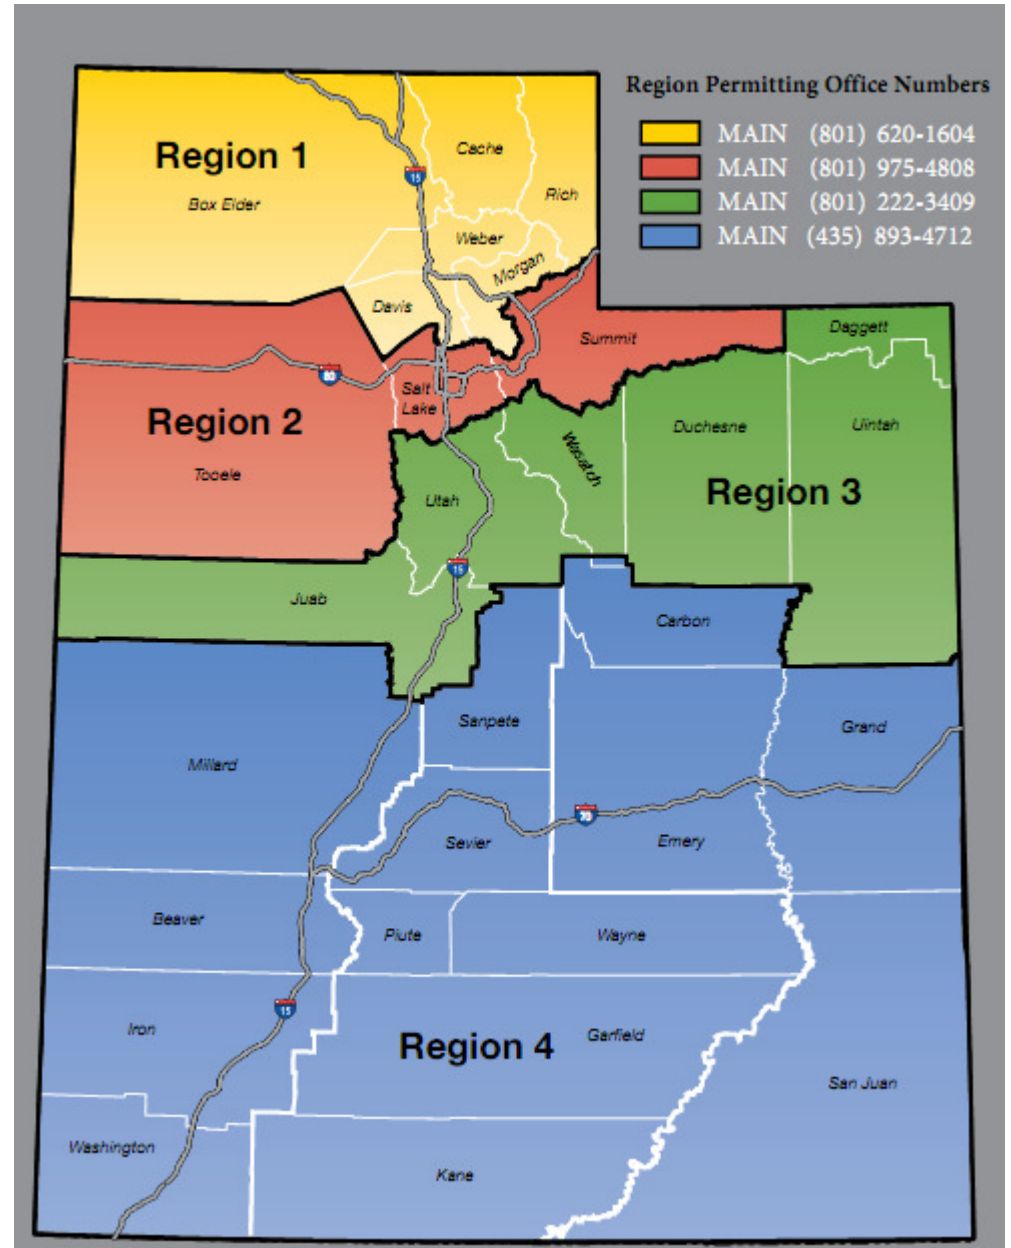 Region Permitting Office Numbers
MAIN (801) 620-1604
MAIN (801) 975-4808
MAIN (801) 222-3409
MAIN (435) 893-4712
Region 1
Box Elder
Cache
Rich
15
Weber
Morgan
Davis
Summit
Daggett
80
Salt
Lake
Region 2
Tooele
Duchesne
Uintah
Wasatch
Region 3
Utah
15
Juab
Carbon
Sanpete
Grand
Millard
70
Sevier
Emery
Beaver
Piute
Wayne
15
Iron
Region 4
Garfield
San Juan
Washington
Kane